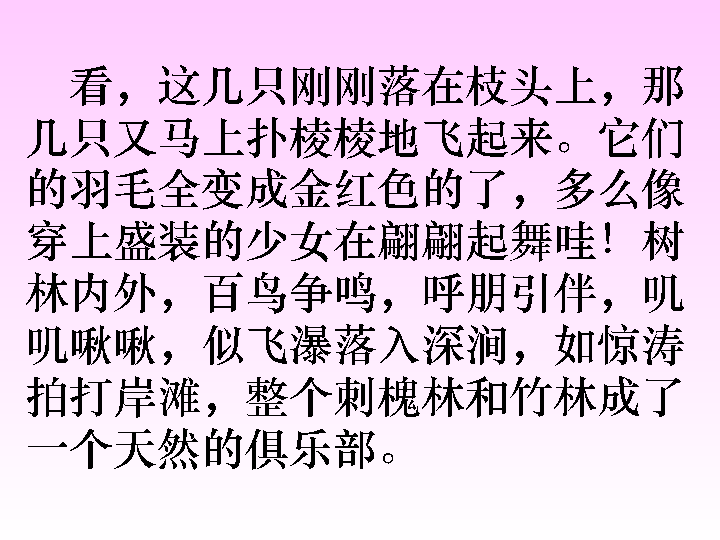 看，这几只刚刚落在枝头上，那
几只又马上扑棱棱地飞起来。它们
的羽毛全变成金红色的了，多么像
穿上盛装的少女在翩翩起舞哇！树
林内外，百鸟争鸣，呼朋引伴，叽
叽啾啾，似飞瀑落入深涧，如惊涛
拍打岸滩，整个刺槐林和竹林成了
一个天然的俱乐部。